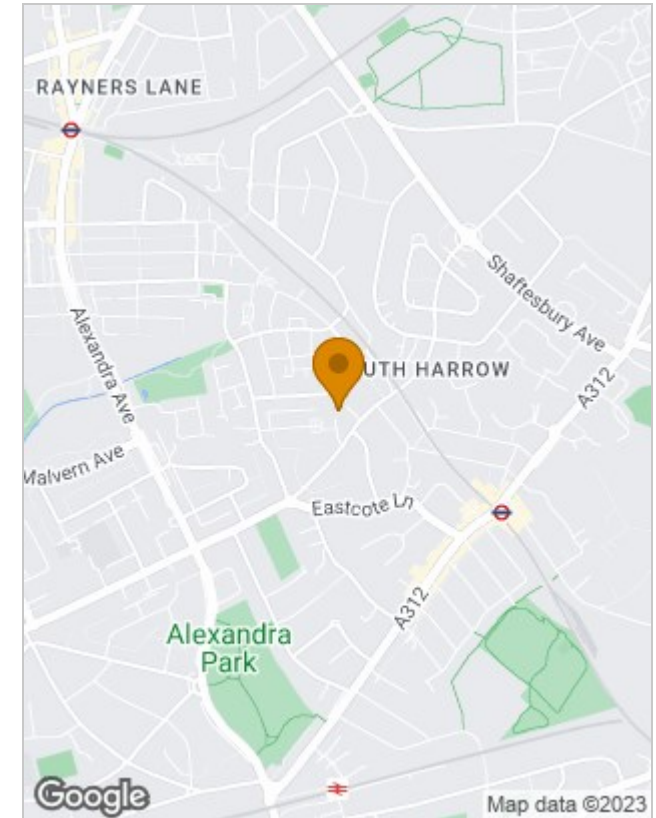 RAYNERS LANE
Shaftesbury Ave
Alexandra Ave
UTH HARROW
A312
Malvern Ave
Eastcote Ln
A312
Alexandra
Park
Google
Map data ©2023